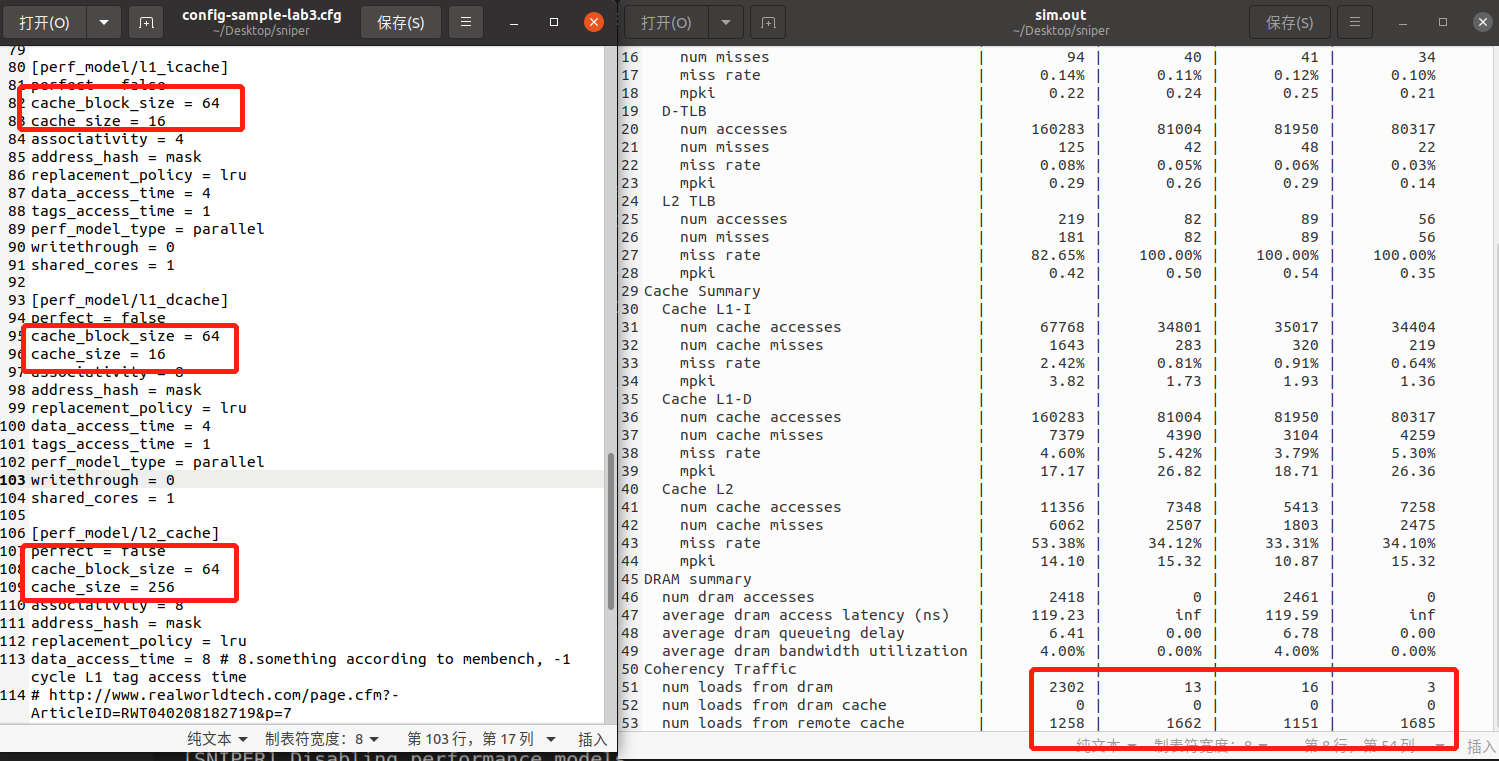 打开(O)
config-sample-lab3.cfg
~/Desktop/sniper
保存(S)
79
80 [perf_model/l1_icache]
81 perfect = false
82 cache_block_size = 64
83 cache_size = 16
84 associativity = 4
85 address_hash = mask
86 replacement_policy = lru
87 data_access_time = 4
88 tags_access_time = 1
89 perf_model_type = parallel
90 writethrough = 0
91 shared_cores = 1
92
93 [perf_model/l1_dcache]
94 perfect = false
95 cache_block_size = 64
96 cache_size = 16
97 associativity = 8
98 address_hash = mask
99 replacement_policy = lru
100 data_access_time = 4
101 tags_access_time = 1
102 perf_model_type = parallel
103 writethrough = 0
104 shared_cores = 1
105
106 [perf_model/l2_cache]
107 perfect = false
108 cache_block_size = 64
109 cache_size = 256
110 associativity = 8
111 address_hash = mask
112 replacement_policy = lru
113 data_access_time = 8 # 8.something according to membench, -1
cycle L1 tag access time
114 # http://www.realworldtech.com/page.cfm?-
ArticleID=RWT040208182719&p=7
纯文本 制表符宽度：8 第 103 行，第 17 列 插入
[SNIPER] Disabling performance model
打开(O)
sim.out
~/Desktop/sniper
保存(S)
16 num misses | 94 | 40 | 41 | 34
17 miss rate | 0.14% | 0.11% | 0.12% | 0.10%
18 mpki | 0.22 | 0.24 | 0.25 | 0.21
19 D-TLB | | | |
20 num accesses | 160283 | 81004 | 81950 | 80317
21 num misses | 125 | 42 | 48 | 22
22 miss rate | 0.08% | 0.05% | 0.06% | 0.03%
23 mpki | 0.29 | 0.26 | 0.29 | 0.14
24 L2 TLB | | | |
25 num accesses | 219 | 82 | 89 | 56
26 num misses | 181 | 82 | 89 | 56
27 miss rate | 82.65% | 100.00% | 100.00% | 100.00%
28 mpki | 0.42 | 0.50 | 0.54 | 0.35
29 Cache Summary | | | |
30 Cache L1-I | | | |
31 num cache accesses | 67768 | 34801 | 35017 | 34404
32 num cache misses | 1643 | 283 | 320 | 219
33 miss rate | 2.42% | 0.81% | 0.91% | 0.64%
34 mpki | 3.82 | 1.73 | 1.93 | 1.36
35 Cache L1-D | | | |
36 num cache accesses | 160283 | 81004 | 81950 | 80317
37 num cache misses | 7379 | 4390 | 3104 | 4259
38 miss rate | 4.60% | 5.42% | 3.79% | 5.30%
39 mpki | 17.17 | 26.82 | 18.71 | 26.36
40 Cache L2 | | | |
41 num cache accesses | 11356 | 7348 | 5413 | 7258
42 num cache misses | 6062 | 2507 | 1803 | 2475
43 miss rate | 53.38% | 34.12% | 33.31% | 34.10%
44 mpki | 14.10 | 15.32 | 10.87 | 15.32
45 DRAM summary | | | |
46 num dram accesses | 2418 | 0 | 2461 | 0
47 average dram access latency (ns) | 119.23 | inf | 119.59 | inf
48 average dram queueing delay | 6.41 | 0.00 | 6.78 | 0.00
49 average dram bandwidth utilization | 4.00% | 0.00% | 4.00% | 0.00%
50 Coherency Traffic | | | |
51 num loads from dram | 2302 | 13 | 16 | 3
52 num loads from dram cache | 0 | 0 | 0 | 0
53 num loads from remote cache | 1258 | 1662 | 1151 | 1685
纯文本 制表符宽度：8 第 8 行，第 54 列 插入